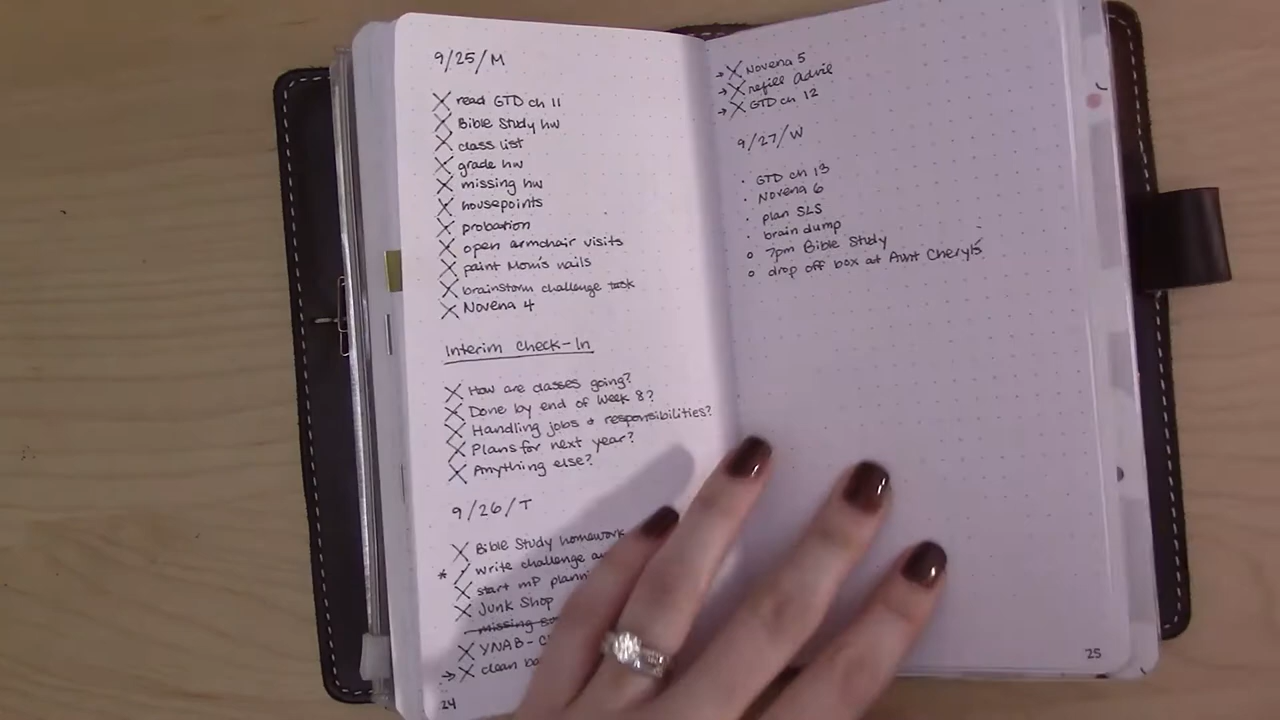 9/25/M
X read GTD ch 11
X Bible Study hw
X class list
X grade hw
X missing hw
X housepoints
X probation
X open armchair visits
X paint Mom's nails
X brainstorm challenge task
X Novena 4
Interim Check-In
X How are classes going?
X Done by end of Week 8?
X Handling jobs & responsibilities?
X Plans for next year?
X Anything else?
9/26/T
X Bible Study homework
* / write challenge
X start MP
X Junk Shop
missing
X YNAB -
→ X clean
24
→ X Novena 5
→ X refill Advil
→ X GTD ch 12
9/27/W
· GTD ch 13
· Novena 6
· plan SLS
· brain dump
o 7pm Bible Study
o drop off box at Aunt Cheryl's
25